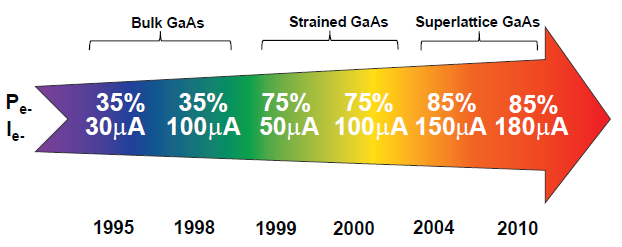 Bulk GaAs Strained GaAs Superlattice GaAs
Pe- 35% 35% 75% 75% 85% 85%
Ie- 30μA 100μA 50μA 100μA 150μA 180μA
1995 1998 1999 2000 2004 2010